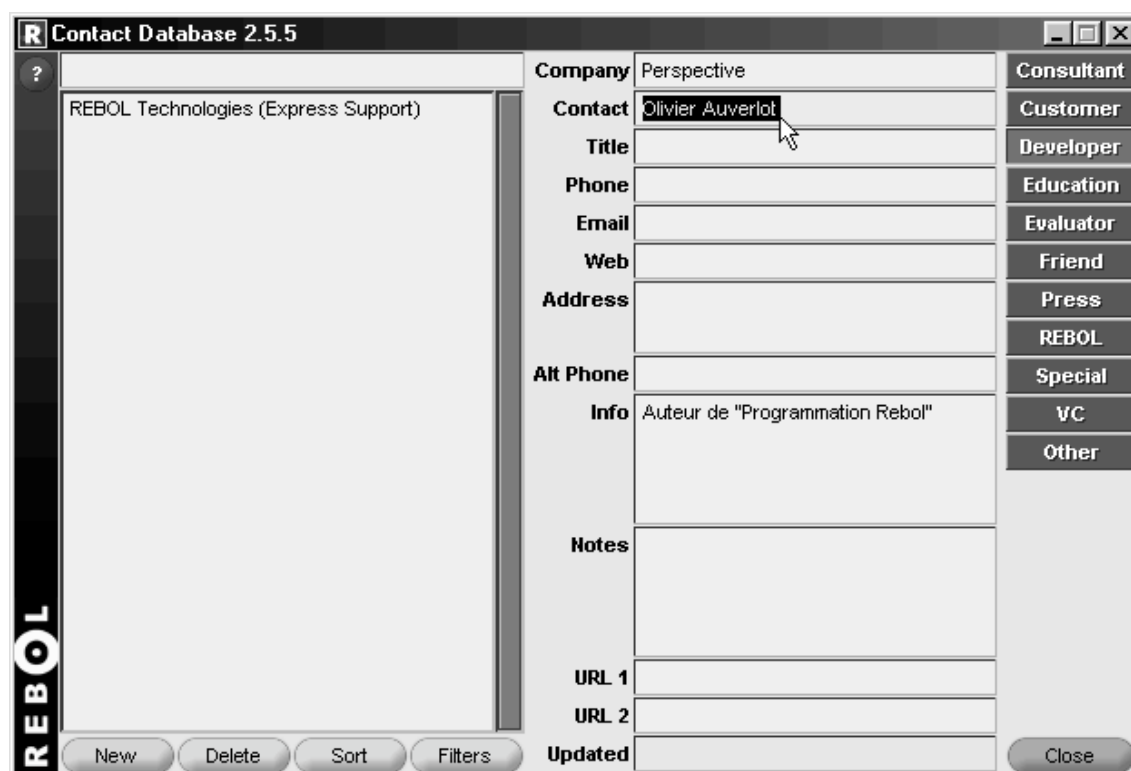 R Contact Database 2.5.5
?
REBOL Technologies (Express Support)
REBOL
New Delete Sort Filters
Company Perspective
Contact Olivier Auverlot
Title
Phone
Email
Web
Address
Alt Phone
Info Auteur de "Programmation Rebol"
Notes
URL 1
URL 2
Updated
Consultant
Customer
Developer
Education
Evaluator
Friend
Press
REBOL
Special
VC
Other
Close